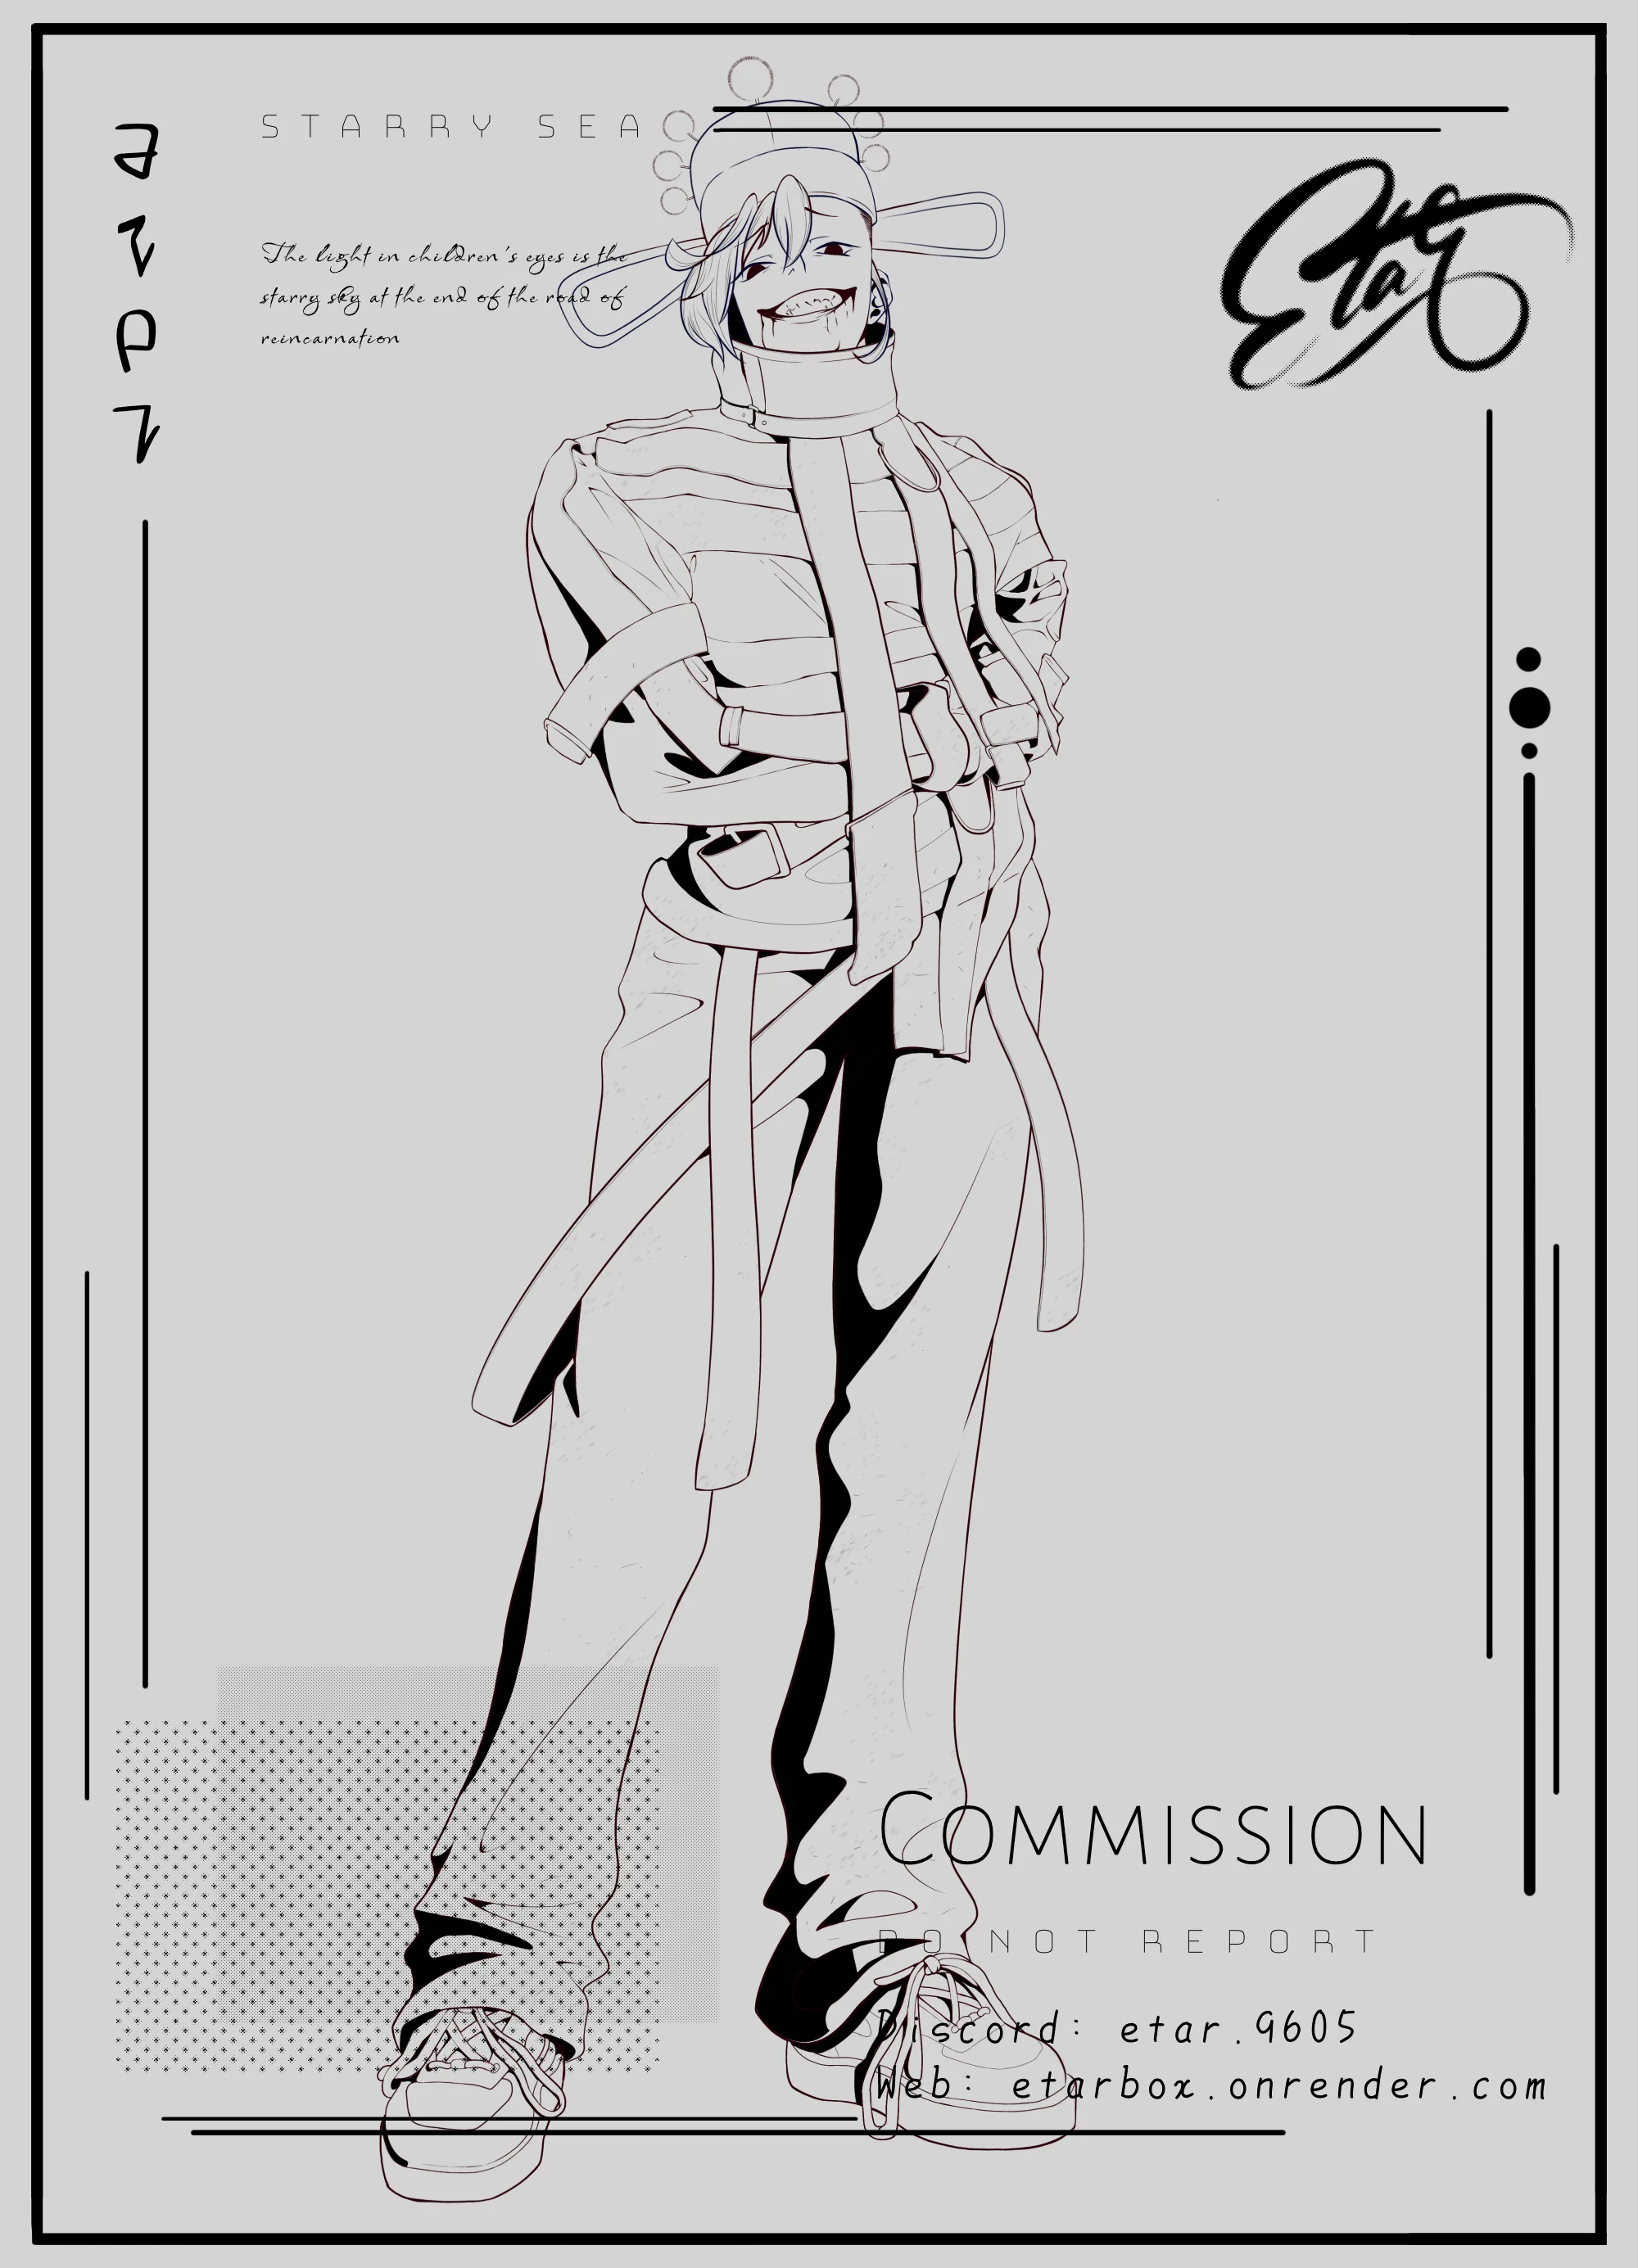 STARRY SEA
The light in children's eyes is the
starry sky at the end of the road of
reincarnation
Etar
COMMISSION
DO NOT REPORT
Discord: etar.9605
Web: etarbox.onrender.com